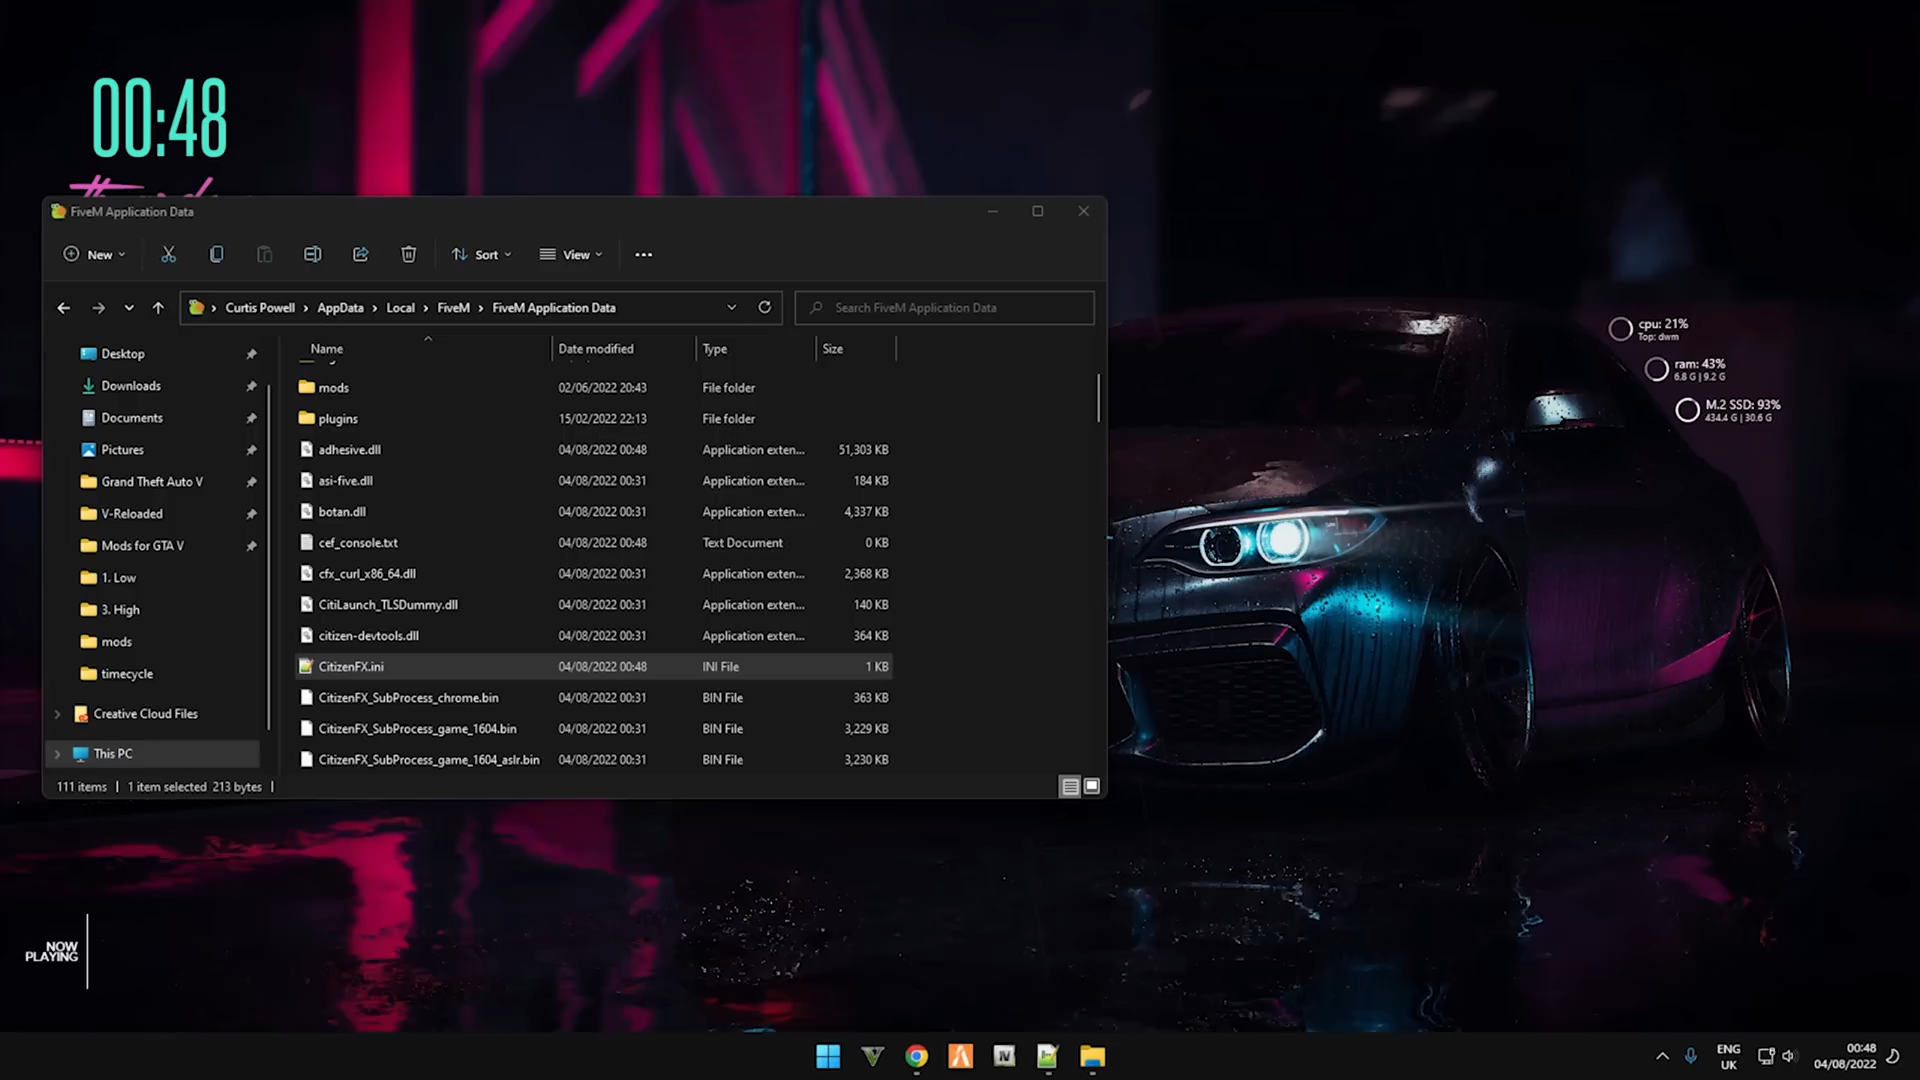 00:48
FiveM Application Data
New
Sort
View
Curtis Powell > AppData > Local > FiveM > FiveM Application Data
Search FiveM Application Data
Name Date modified Type Size
Desktop
Downloads
Documents
Pictures
Grand Theft Auto V
V-Reloaded
Mods for GTA V
1. Low
3. High
mods
timecycle
Creative Cloud Files
This PC
mods 02/06/2022 20:43 File folder
plugins 15/02/2022 22:13 File folder
adhesive.dll 04/08/2022 00:48 Application exten... 51,303 KB
asi-five.dll 04/08/2022 00:31 Application exten... 184 KB
botan.dll 04/08/2022 00:31 Application exten... 4,337 KB
cef_console.txt 04/08/2022 00:48 Text Document 0 KB
cfx_curl_x86_64.dll 04/08/2022 00:31 Application exten... 2,368 KB
CitiLaunch_TLSDummy.dll 04/08/2022 00:31 Application exten... 140 KB
citizen-devtools.dll 04/08/2022 00:31 Application exten... 364 KB
CitizenFX.ini 04/08/2022 00:48 INI File 1 KB
CitizenFX_SubProcess_chrome.bin 04/08/2022 00:31 BIN File 363 KB
CitizenFX_SubProcess_game_1604.bin 04/08/2022 00:31 BIN File 3,229 KB
CitizenFX_SubProcess_game_1604_aslr.bin 04/08/2022 00:31 BIN File 3,230 KB
111 items | 1 item selected 213 bytes |
cpu: 21%
Top: dwm
ram: 43%
6.8 G | 9.2 G
M.2 SSD: 93%
434.4 G | 30.6 G
NOW
PLAYING
ENG
UK
00:48
04/08/2022